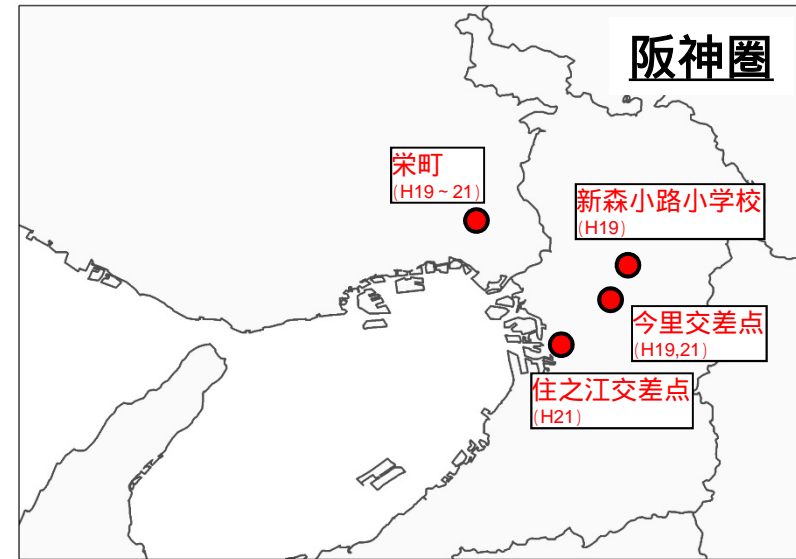 阪神圏
栄町
(H19~21)
新森小路小学校
(H19)
今里交差点
(H19,21)
住之江交差点
(H21)